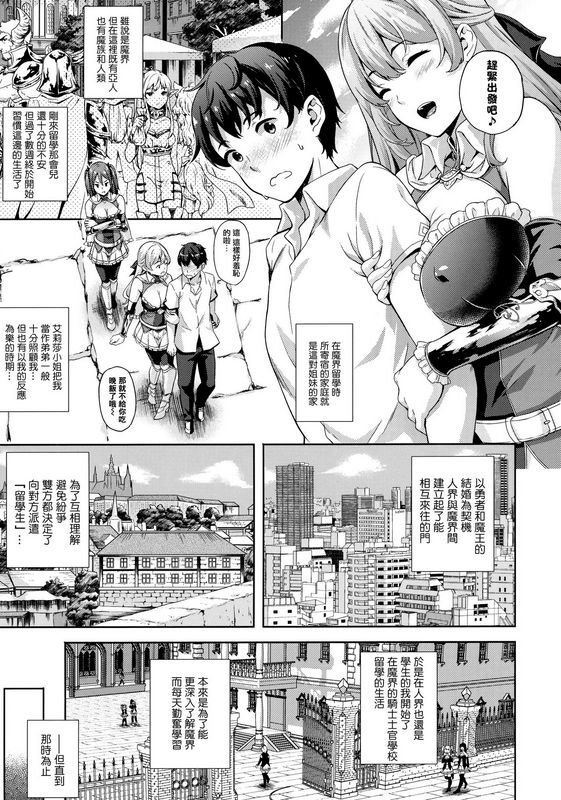 趕緊出發吧♪
雖說是魔界
但在這裡既有亞人
也有魔族和人類
剛來留學那會兒
還十分的不安
但過了數週終於開始
習慣這邊的生活了
這 這樣好羞恥
的啦…
在魔界留學時
所寄宿的家庭就
是這對姐妹的家
那就不給你吃
晚飯了哦~
艾莉莎小姐把我
當作弟弟一般
十分照顧我…
但也有以我的反應
為樂的時期…
以勇者和魔王的
結婚為契機
人界與魔界間
建立起了能
相互來往的門
為了互相理解
避免紛爭
雙方都決定了
向對方派遣
「留學生」…
於是在人界也還是
學生的我開始了
在魔界的騎士士官學校
留學的生活
本來是為了能
更深入了解魔界
而每天勤奮學習
──但直到
那時為止